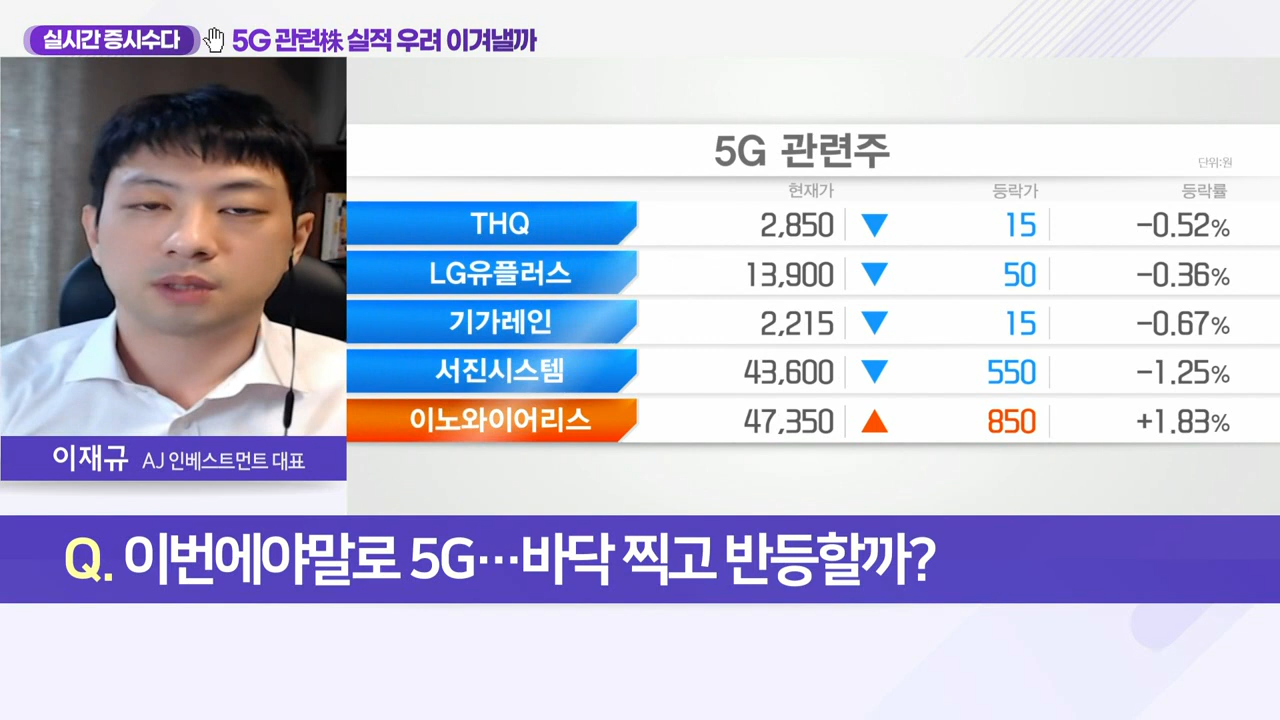 실시간 증시수다 5G 관련株 실적 우려 이겨낼까
5G 관련주
단위:원
현재가 등락가 등락률
THQ 2,850 ▼ 15 -0.52%
LG유플러스 13,900 ▼ 50 -0.36%
기가레인 2,215 ▼ 15 -0.67%
서진시스템 43,600 ▼ 550 -1.25%
이노와이어리스 47,350 ▲ 850 +1.83%
이재규 AJ 인베스트먼트 대표
Q. 이번에야말로 5G…바닥 찍고 반등할까?